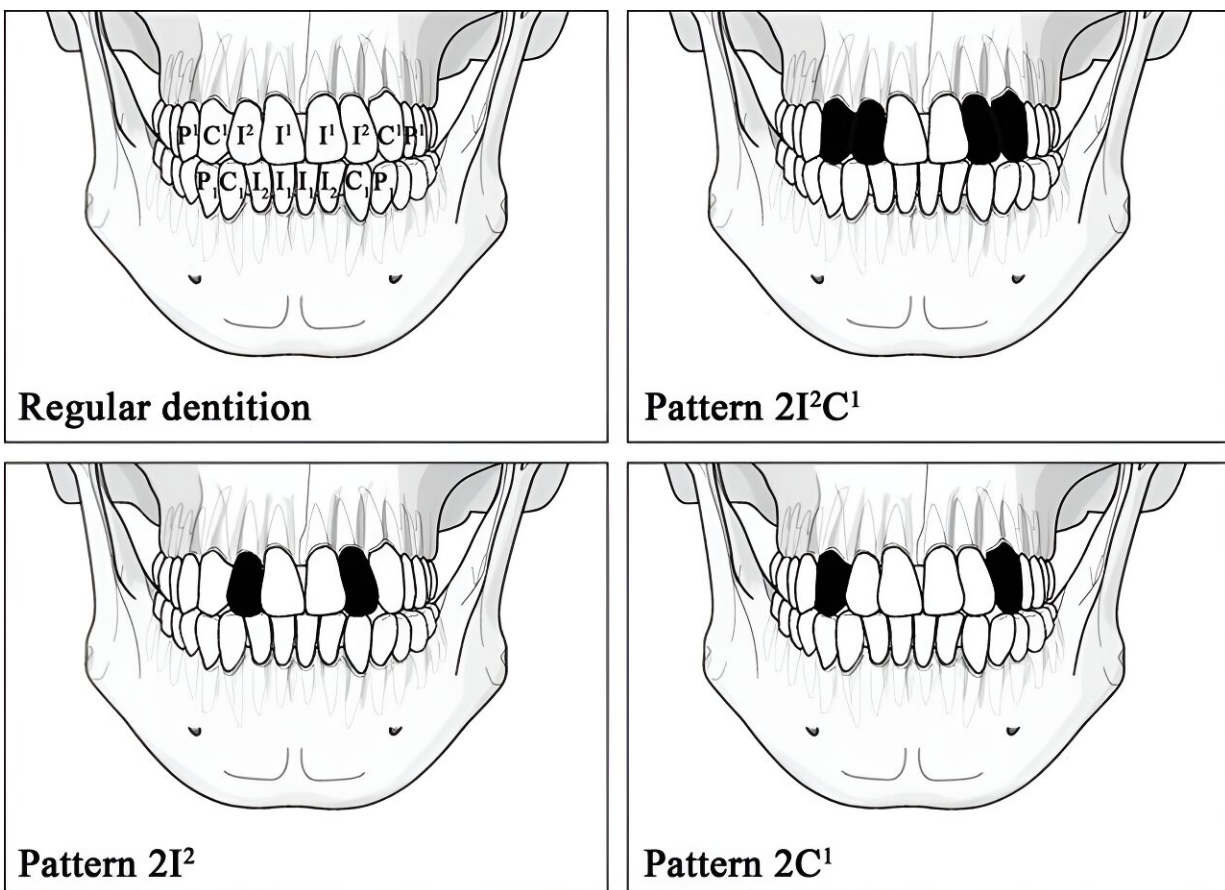 P¹ C¹ I² I¹ I¹ I² C¹ P¹
P₁ C₁ I₂ I₁ I₁ I₂ C₁ P₁
Regular dentition
Pattern 2I²C¹
Pattern 2I²
Pattern 2C¹